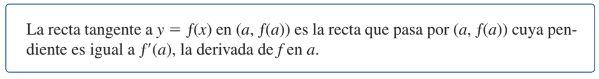 La recta tangente a y = f(x) en (a, f(a)) es la recta que pasa por (a, f(a)) cuya pen-
diente es igual a f′(a), la derivada de f en a.